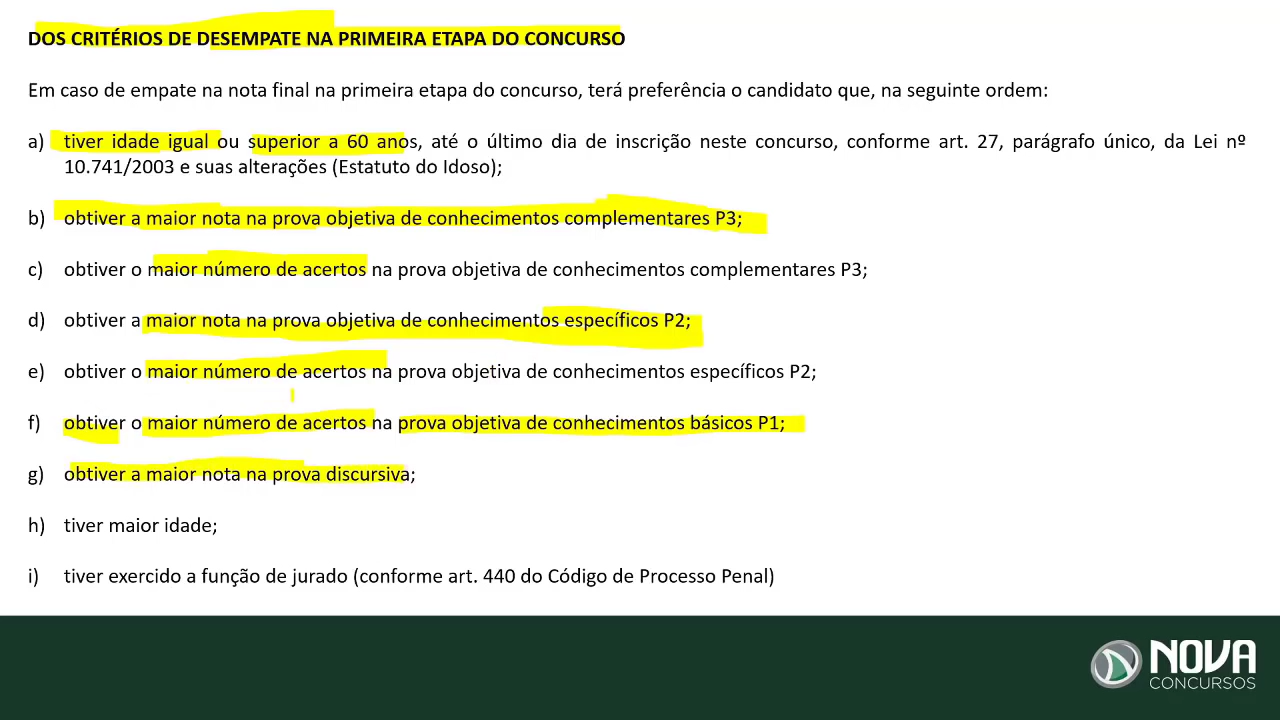 DOS CRITÉRIOS DE DESEMPATE NA PRIMEIRA ETAPA DO CONCURSO
Em caso de empate na nota final na primeira etapa do concurso, terá preferência o candidato que, na seguinte ordem:
a) tiver idade igual ou superior a 60 anos, até o último dia de inscrição neste concurso, conforme art. 27, parágrafo único, da Lei nº
10.741/2003 e suas alterações (Estatuto do Idoso);
b) obtiver a maior nota na prova objetiva de conhecimentos complementares P3;
c) obtiver o maior número de acertos na prova objetiva de conhecimentos complementares P3;
d) obtiver a maior nota na prova objetiva de conhecimentos específicos P2;
e) obtiver o maior número de acertos na prova objetiva de conhecimentos específicos P2;
f) obtiver o maior número de acertos na prova objetiva de conhecimentos básicos P1;
g) obtiver a maior nota na prova discursiva;
h) tiver maior idade;
i) tiver exercido a função de jurado (conforme art. 440 do Código de Processo Penal)
NOVA
CONCURSOS